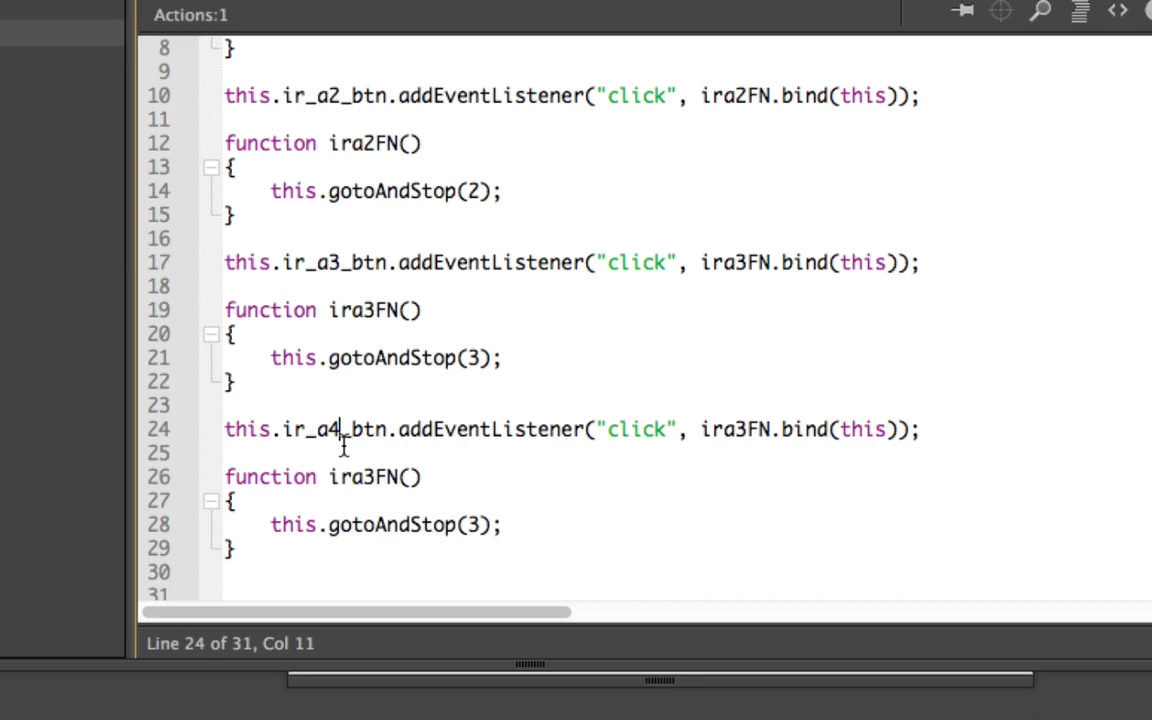 Actions:1
8 }
9
10 this.ir_a2_btn.addEventListener("click", ira2FN.bind(this));
11
12 function ira2FN()
13 {
14 this.gotoAndStop(2);
15 }
16
17 this.ir_a3_btn.addEventListener("click", ira3FN.bind(this));
18
19 function ira3FN()
20 {
21 this.gotoAndStop(3);
22 }
23
24 this.ir_a4_btn.addEventListener("click", ira3FN.bind(this));
25
26 function ira3FN()
27 {
28 this.gotoAndStop(3);
29 }
30
31
Line 24 of 31, Col 11